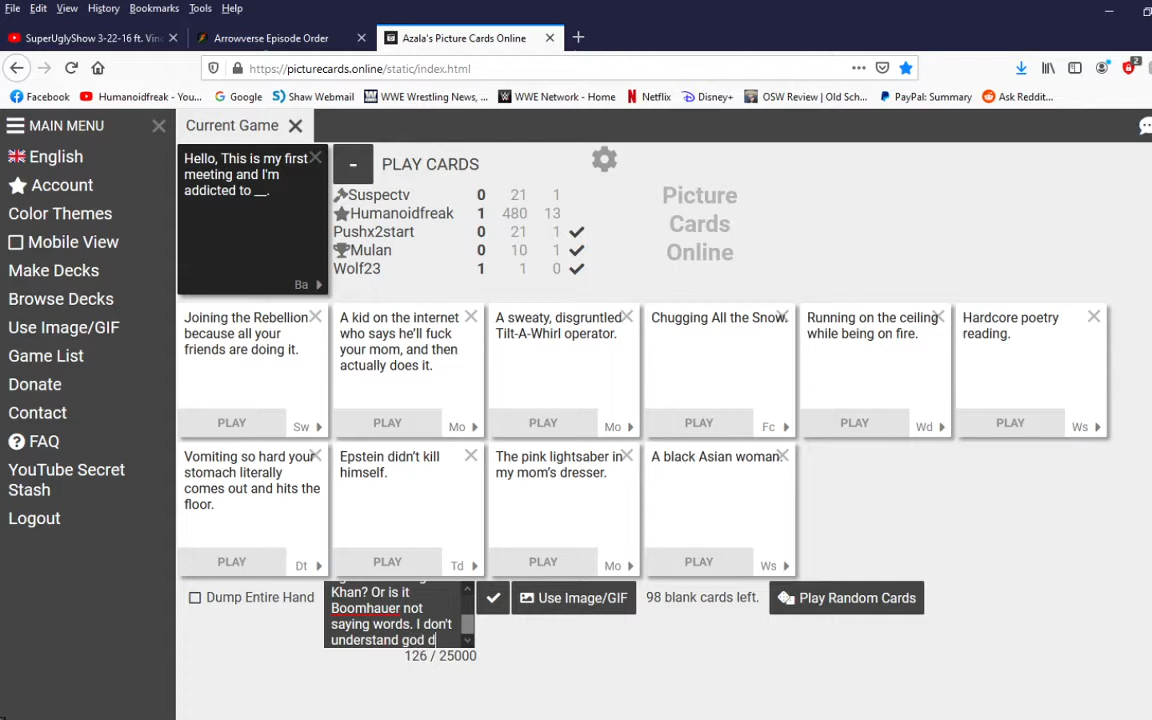 File Edit View History Bookmarks Tools Help
SuperUglyShow 3-22-16 ft. Vinc
Arrowverse Episode Order
Azala's Picture Cards Online
https://picturecards.online/static/index.html
2
Facebook
Humanoidfreak - You...
Google
Shaw Webmail
WWE Wrestling News, ...
WWE Network - Home
Netflix
Disney+
OSW Review | Old Sch...
PayPal: Summary
Ask Reddit...
MAIN MENU
English
Account
Color Themes
Mobile View
Make Decks
Browse Decks
Use Image/GIF
Game List
Donate
Contact
FAQ
YouTube Secret
Stash
Logout
Current Game
Hello, This is my first
meeting and I'm
addicted to __.
Ba
- PLAY CARDS
Suspectv 0 21 1
Humanoidfreak 1 480 13
Pushx2start 0 21 1
Mulan 0 10 1
Wolf23 1 1 0
Picture
Cards
Online
Joining the Rebellion
because all your
friends are doing it.
PLAY Sw
A kid on the internet
who says he'll fuck
your mom, and then
actually does it.
PLAY Mo
A sweaty, disgruntled
Tilt-A-Whirl operator.
PLAY Mo
Chugging All the Snow.
PLAY Fc
Running on the ceiling
while being on fire.
PLAY Wd
Hardcore poetry
reading.
PLAY Ws
Vomiting so hard your
stomach literally
comes out and hits the
floor.
PLAY Dt
Epstein didn't kill
himself.
PLAY Td
The pink lightsaber in
my mom's dresser.
PLAY Mo
A black Asian woman.
PLAY Ws
Dump Entire Hand
Khan? Or is it
Boomhauer not
saying words. I don't
understand god d
126 / 25000
Use Image/GIF
98 blank cards left.
Play Random Cards